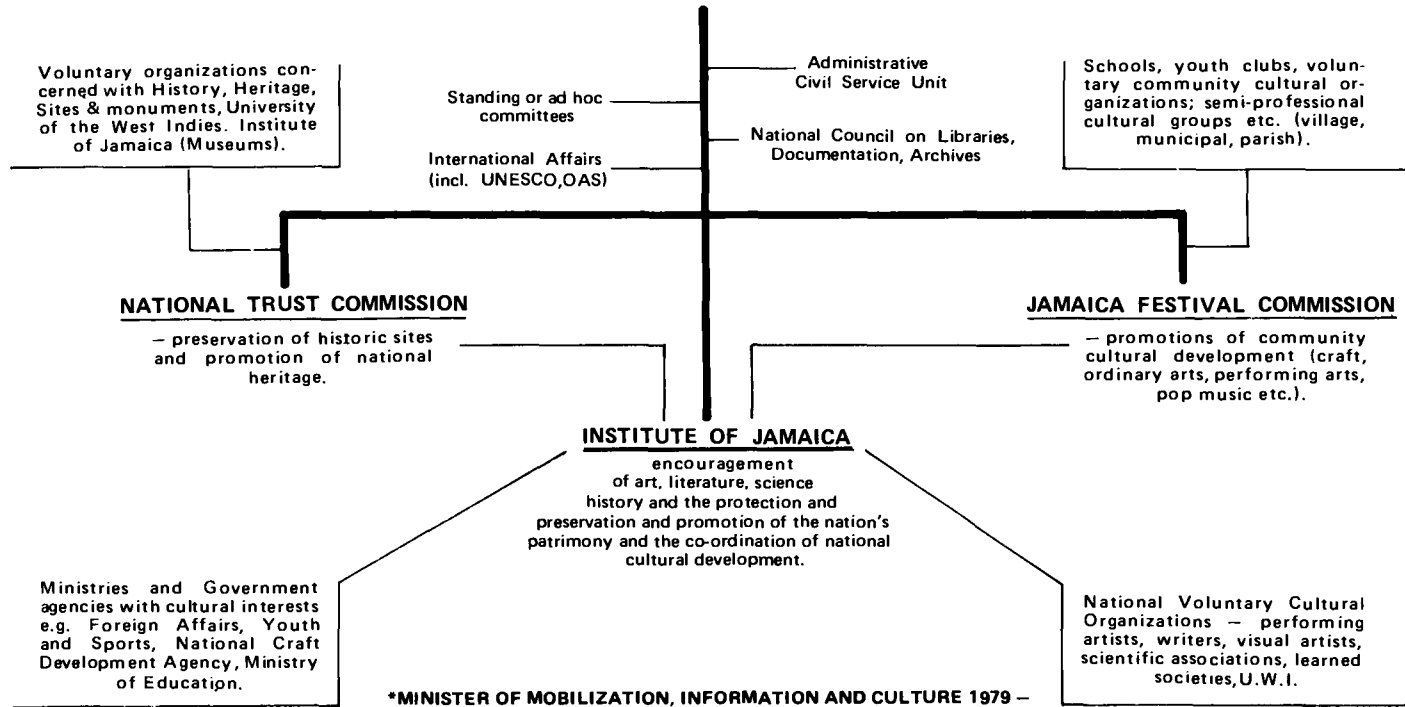 Voluntary organizations con-
cerned with History, Heritage,
Sites & monuments, University
of the West Indies. Institute
of Jamaica (Museums).
Standing or ad hoc
committees
International Affairs
(incl. UNESCO,OAS)
Administrative
Civil Service Unit
National Council on Libraries,
Documentation, Archives
Schools, youth clubs, volun-
tary community cultural or-
ganizations; semi-professional
cultural groups etc. (village,
municipal, parish).
NATIONAL TRUST COMMISSION
— preservation of historic sites
and promotion of national
heritage.
JAMAICA FESTIVAL COMMISSION
— promotions of community
cultural development (craft,
ordinary arts, performing arts,
pop music etc.).
INSTITUTE OF JAMAICA
encouragement
of art, literature, science
history and the protection and
preservation and promotion of the nation's
patrimony and the co-ordination of national
cultural development.
Ministries and Government
agencies with cultural interests
e.g. Foreign Affairs, Youth
and Sports, National Craft
Development Agency, Ministry
of Education.
National Voluntary Cultural
Organizations — performing
artists, writers, visual artists,
scientific associations, learned
societies, U.W.I.
*MINISTER OF MOBILIZATION, INFORMATION AND CULTURE 1979 —